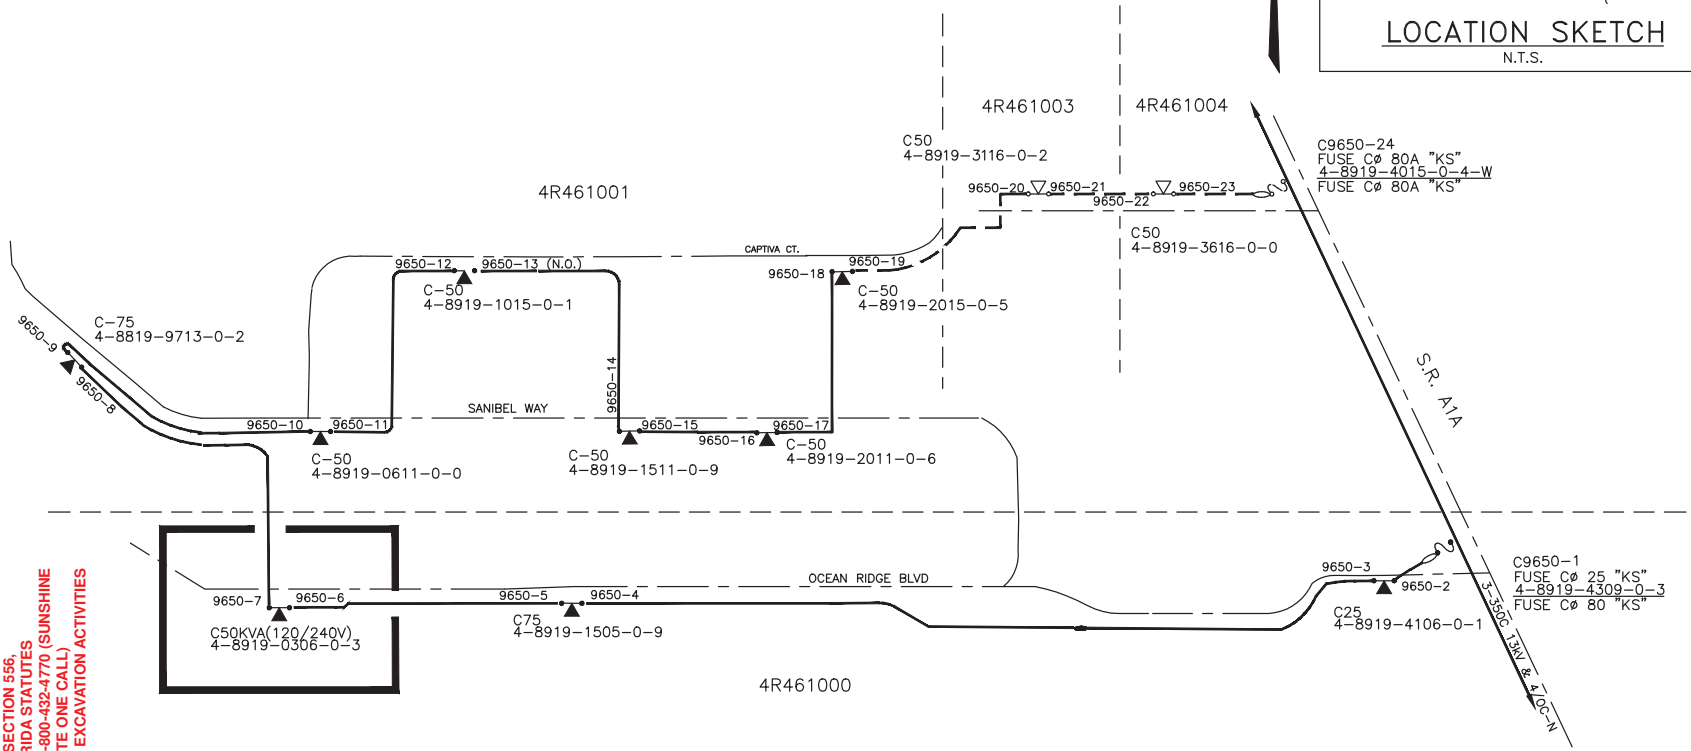 LOCATION SKETCH
N.T.S.
4R461003
4R461004
C50
4-8919-3116-0-2
C9650-24
FUSE CØ 80A "KS"
4-8919-4015-0-4-W
FUSE CØ 80A "KS"
4R461001
9650-20
9650-21
9650-23
9650-22
C50
4-8919-3616-0-0
CAPTIVA CT.
9650-12
9650-13 (N.O.)
9650-18
9650-19
C-50
4-8919-1015-0-1
C-50
4-8919-2015-0-5
C-75
4-8819-9713-0-2
9650-9
9650-8
9650-14
S.R. A1A
SANIBEL WAY
9650-10
9650-11
9650-15
9650-16
9650-17
C-50
4-8919-0611-0-0
C-50
4-8919-1511-0-9
C-50
4-8919-2011-0-6
OCEAN RIDGE BLVD
9650-3
9650-2
C9650-1
FUSE CØ 25 "KS"
4-8919-4309-0-3
FUSE CØ 80 "KS"
9650-7
9650-6
9650-5
9650-4
C50KVA(120/240V)
4-8919-0306-0-3
C75
4-8919-1505-0-9
C25
4-8919-4106-0-1
3-350C 13kV & 4/0C-N
4R461000
SECTION 556,
RIDA STATUTES
-800-432-4770 (SUNSHINE
TE ONE CALL)
EXCAVATION ACTIVITIES